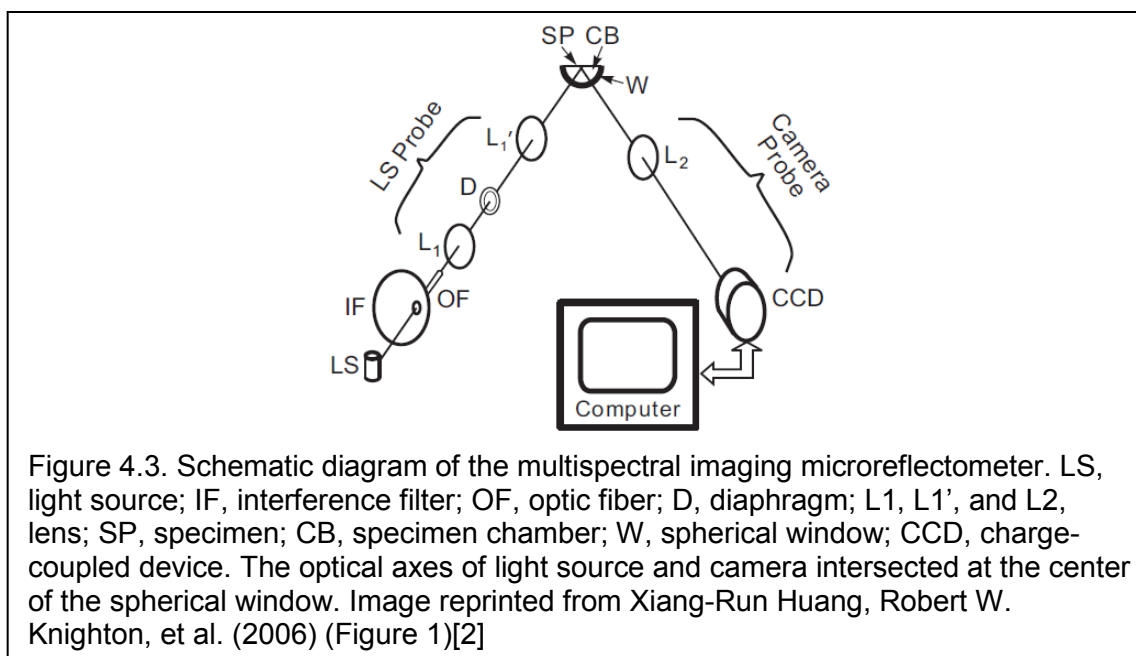 SP CB
W
LS Probe
L₁'
Camera Probe
L₂
D
L₁
IF
OF
CCD
LS
Computer
Figure 4.3. Schematic diagram of the multispectral imaging microreflectometer. LS,
light source; IF, interference filter; OF, optic fiber; D, diaphragm; L1, L1’, and L2,
lens; SP, specimen; CB, specimen chamber; W, spherical window; CCD, charge-
coupled device. The optical axes of light source and camera intersected at the center
of the spherical window. Image reprinted from Xiang-Run Huang, Robert W.
Knighton, et al. (2006) (Figure 1)[2]